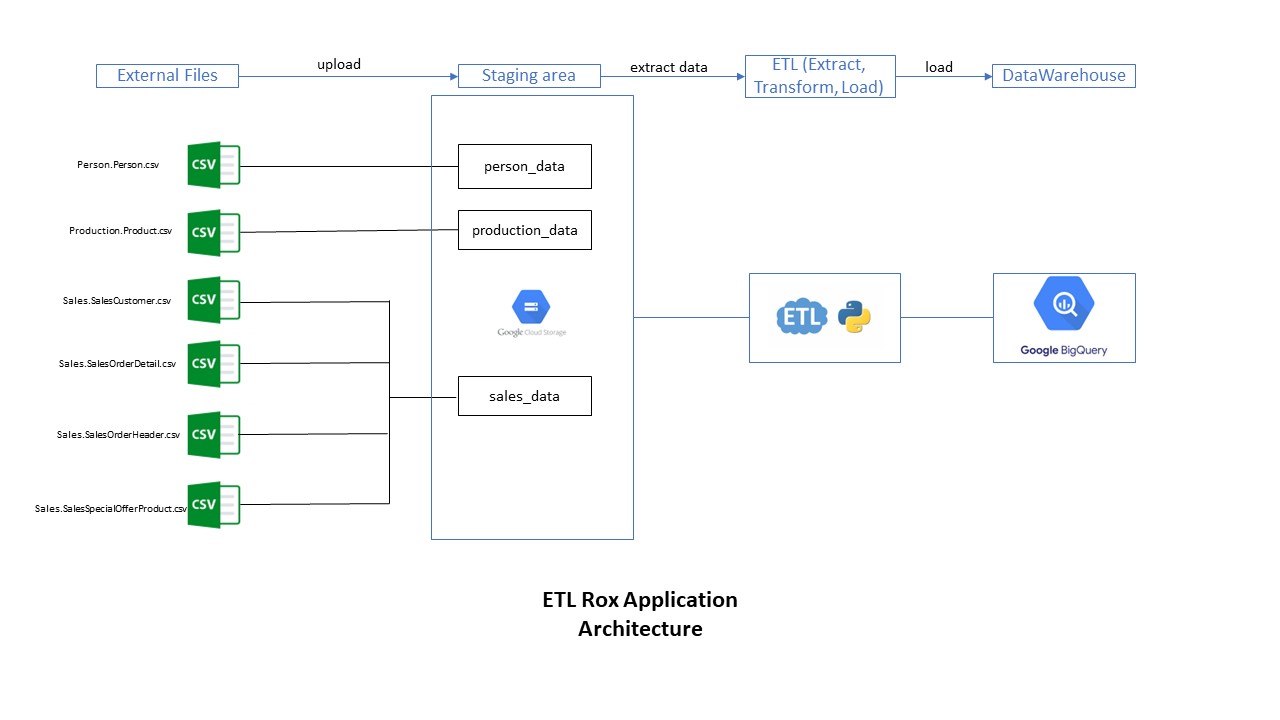 External Files
upload
Staging area
extract data
ETL (Extract,
Transform, Load)
load
DataWarehouse
Person.Person.csv
CSV
person_data
Production.Product.csv
CSV
production_data
Sales.SalesCustomer.csv
CSV
Google Cloud Storage
ETL
Google BigQuery
Sales.SalesOrderDetail.csv
CSV
sales_data
Sales.SalesOrderHeader.csv
CSV
Sales.SalesSpecialOfferProduct.csv
CSV
ETL Rox Application
Architecture